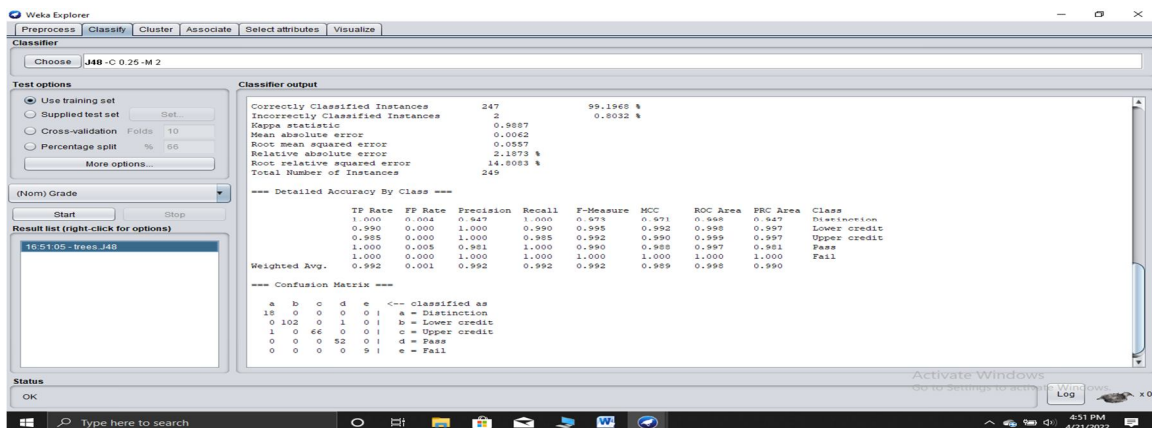 Weka Explorer
Preprocess Classify Cluster Associate Select attributes Visualize
Classifier
Choose J48 -C 0.25 -M 2
Test options
Use training set
Supplied test set Set...
Cross-validation Folds 10
Percentage split % 66
More options...
(Nom) Grade
Start Stop
Result list (right-click for options)
16:51:05 - trees.J48
Classifier output
Correctly Classified Instances 247 99.1968 %
Incorrectly Classified Instances 2 0.8032 %
Kappa statistic 0.9887
Mean absolute error 0.0062
Root mean squared error 0.0557
Relative absolute error 2.1873 %
Root relative squared error 14.8083 %
Total Number of Instances 249
=== Detailed Accuracy By Class ===
TP Rate FP Rate Precision Recall F-Measure MCC ROC Area PRC Area Class
1.000 0.004 0.947 1.000 0.973 0.971 0.998 0.947 Distinction
0.990 0.000 1.000 0.990 0.995 0.992 0.998 0.997 Lower credit
0.985 0.000 1.000 0.985 0.992 0.990 0.999 0.997 Upper credit
1.000 0.005 0.981 1.000 0.990 0.988 0.997 0.981 Pass
1.000 0.000 1.000 1.000 1.000 1.000 1.000 1.000 Fail
Weighted Avg. 0.992 0.001 0.992 0.992 0.992 0.989 0.998 0.990
=== Confusion Matrix ===
a b c d e <-- classified as
18 0 0 0 0 | a = Distinction
0 102 0 1 0 | b = Lower credit
1 0 66 0 0 | c = Upper credit
0 0 0 52 0 | d = Pass
0 0 0 0 9 | e = Fail
Activate Windows
Go to Settings to activate Windows.
Status
OK
Log x 0
Type here to search
4:51 PM
4/21/2022